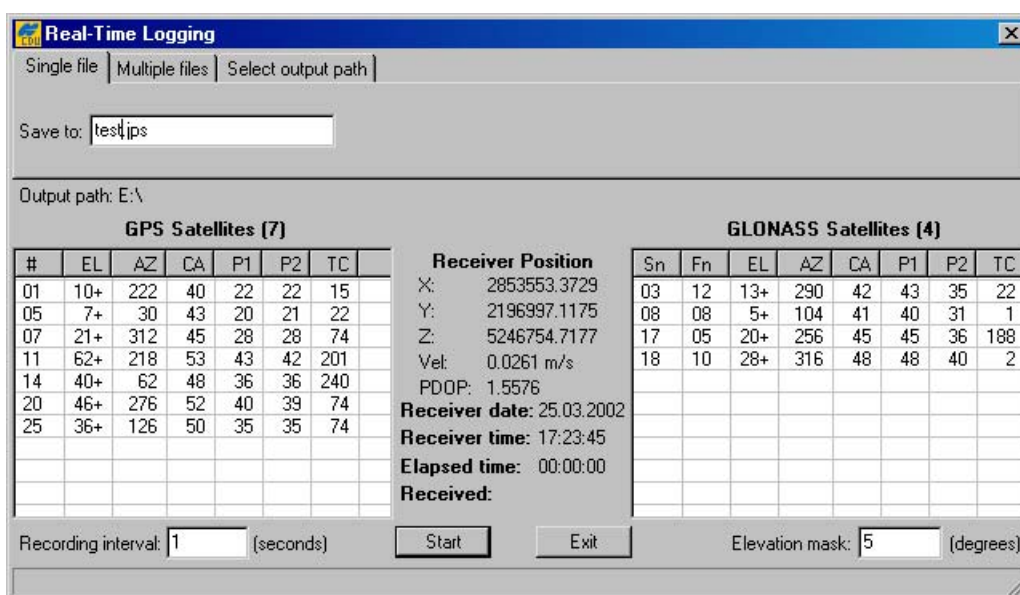 CDU Real-Time Logging
Single file Multiple files Select output path
Save to: test.jps
Output path: E:\
GPS Satellites (7)
# EL AZ CA P1 P2 TC
01 10+ 222 40 22 22 15
05 7+ 30 43 20 21 22
07 21+ 312 45 28 28 74
11 62+ 218 53 43 42 201
14 40+ 62 48 36 36 240
20 46+ 276 52 40 39 74
25 36+ 126 50 35 35 74
Receiver Position
X: 2853553.3729
Y: 2196997.1175
Z: 5246754.7177
Vel: 0.0261 m/s
PDOP: 1.5576
Receiver date: 25.03.2002
Receiver time: 17:23:45
Elapsed time: 00:00:00
Received:
GLONASS Satellites (4)
Sn Fn EL AZ CA P1 P2 TC
03 12 13+ 290 42 43 35 22
08 08 5+ 104 41 40 31 1
17 05 20+ 256 45 45 36 188
18 10 28+ 316 48 48 40 2
Recording interval: 1 (seconds)
Start
Exit
Elevation mask: 5 (degrees)